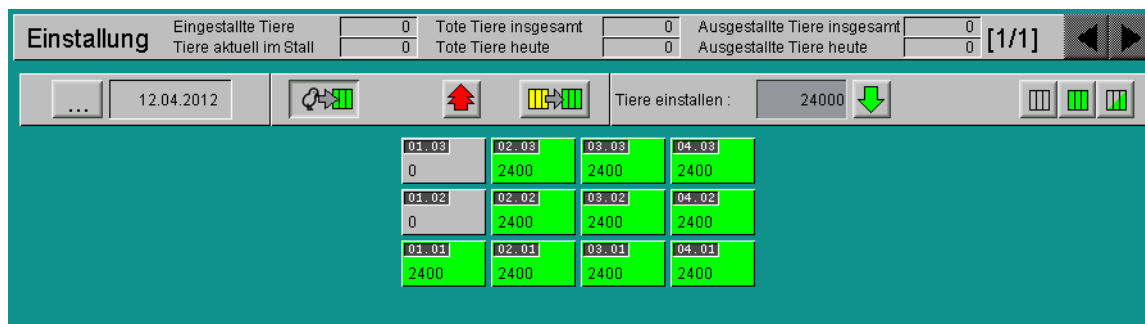 Einstallung
Eingestallte Tiere 0 Tote Tiere insgesamt 0 Ausgestallte Tiere insgesamt 0
Tiere aktuell im Stall 0 Tote Tiere heute 0 Ausgestallte Tiere heute 0
[1/1]
... 12.04.2012 Tiere einstallen : 24000
01.03 02.03 03.03 04.03
0 2400 2400 2400
01.02 02.02 03.02 04.02
0 2400 2400 2400
01.01 02.01 03.01 04.01
2400 2400 2400 2400